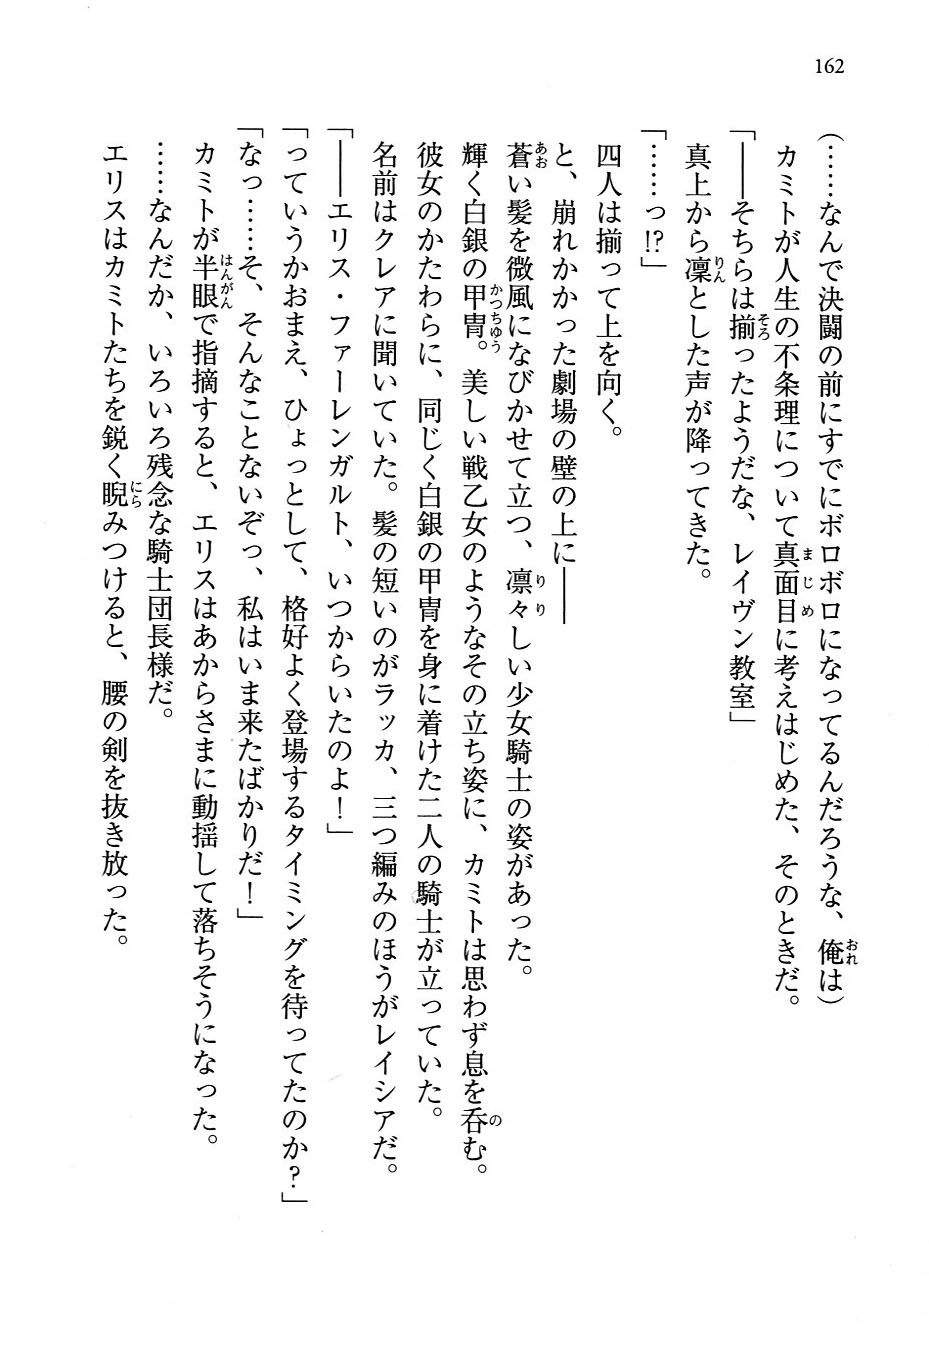 162
(……なんで決闘の前にすでにボロボロになってるんだろうな、俺は)
カミトが人生の不条理について真面目に考えはじめた、そのときだ。
「――そちらは揃ったようだな、レイヴン教室」
真上から凛とした声が降ってきた。
「……っ!?」
四人は揃って上を向く。
と、崩れかかった劇場の壁の上に――
蒼い髪を微風になびかせて立つ、凛々しい少女騎士の姿があった。
輝く白銀の甲冑。美しい戦乙女のようなその立ち姿に、カミトは思わず息を呑む。
彼女のかたわらに、同じく白銀の甲冑を身に着けた二人の騎士が立っていた。
名前はクレアに聞いていた。髪の短いのがラッカ、三つ編みのほうがレイシアだ。
「――エリス・ファーレンガルト、いつからいたのよ!」
「っていうかおまえ、ひょっとして、格好よく登場するタイミングを待ってたのか?」
「なっ……そ、そんなことないぞっ、私はいま来たばかりだ!」
カミトが半眼で指摘すると、エリスはあからさまに動揺して落ちそうになった。
……なんだか、いろいろ残念な騎士団長様だ。
エリスはカミトたちを鋭く睨みつけると、腰の剣を抜き放った。